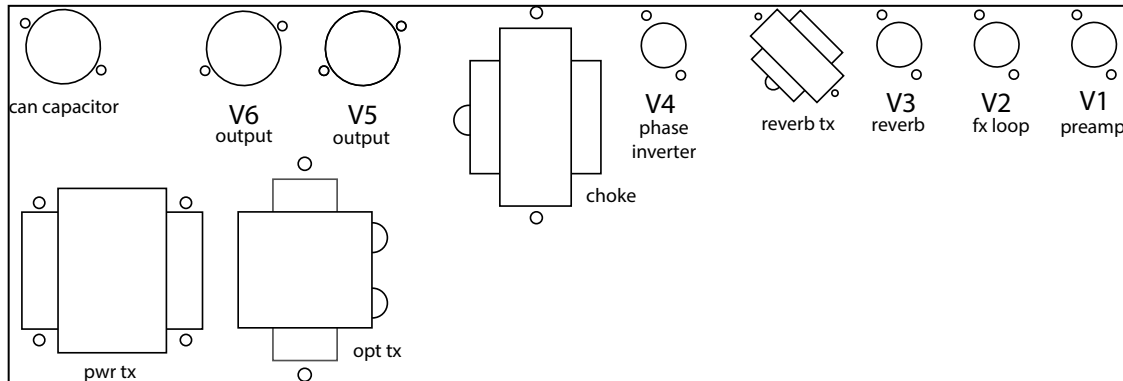 can capacitor
V6
output
V5
output
V4
phase
inverter
reverb tx
V3
reverb
V2
fx loop
V1
preamp
choke
opt tx
pwr tx